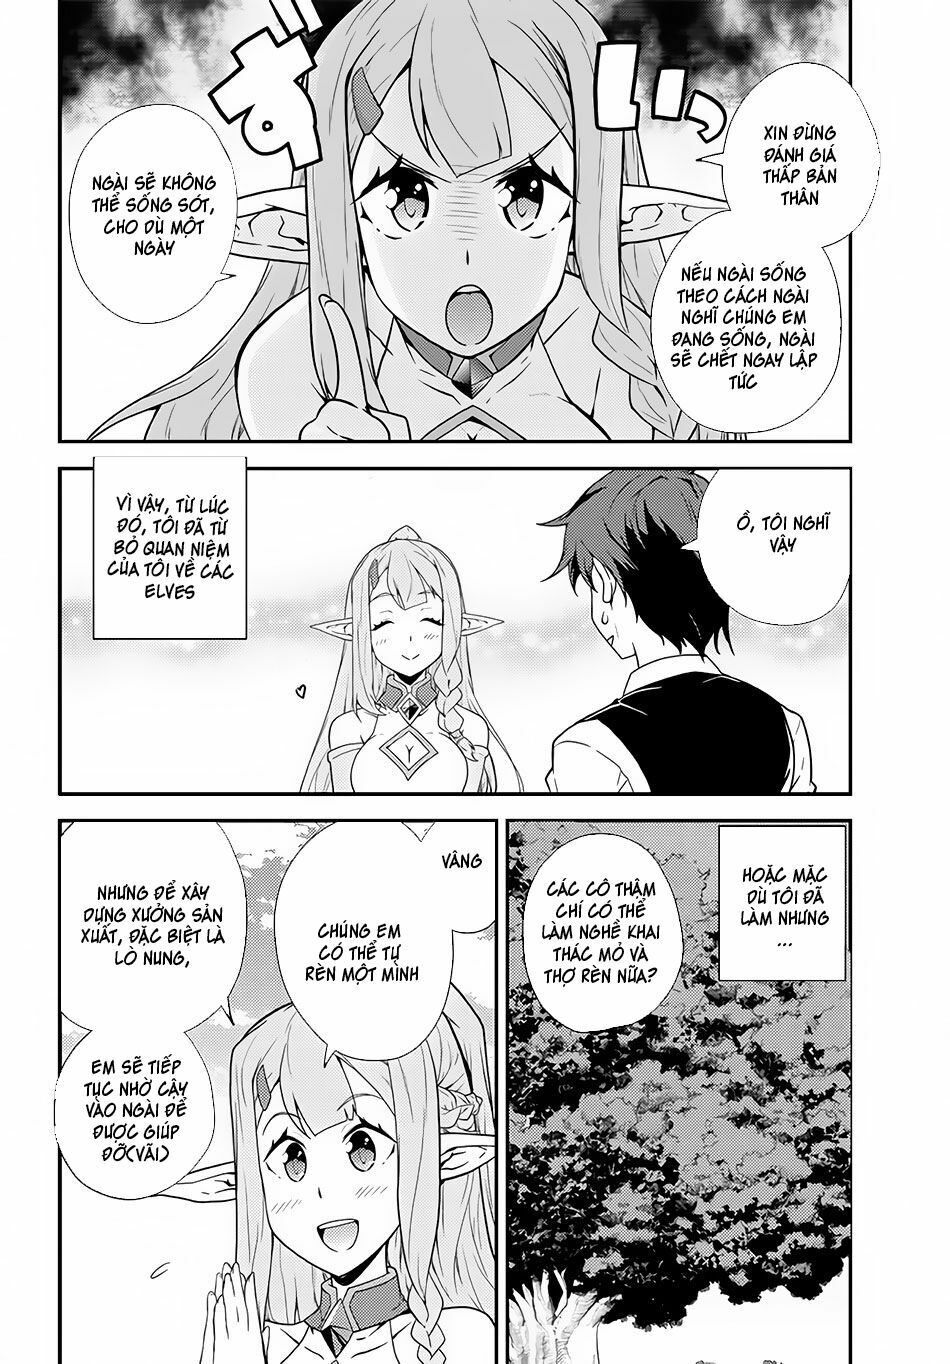 XIN ĐỪNG
ĐÁNH GIÁ
THẤP BẢN
THÂN
NẾU NGÀI SỐNG
THEO CÁCH NGÀI
NGHĨ CHÚNG EM
ĐANG SỐNG, NGÀI
SẼ CHẾT NGAY LẬP
TỨC
いっ
ず
NGÀI SẼ KHÔNG
THỂ SỐNG SÓT,
CHO DÙ MỘT
NGÀY
Ồ, TÔI NGHĨ
VẬY
VÌ VẬY, TỪ LÚC
ĐÓ, TÔI ĐÃ TỪ
BỎ QUAN NIỆM
CỦA TÔI VỀ CÁC
ELVES
HOẶC MẶC
DÙ TÔI ĐÃ
LÀM NHƯNG
...
CÁC CÔ THẬM
CHÍ CÓ THỂ
LÀM NGHỀ KHAI
THÁC MỎ VÀ
THỢ RÈN NỮA?
VÂNG
CHÚNG EM
CÓ THỂ TỰ
RÈN MỘT MÌNH
NHƯNG ĐỂ XÂY
DỰNG XƯỞNG SẢN
XUẤT, ĐẶC BIỆT LÀ
LÒ NUNG,
EM SẼ TIẾP
TỤC NHỜ CẬY
VÀO NGÀI ĐỂ
ĐƯỢC GIÚP
ĐỠ(VÃI)